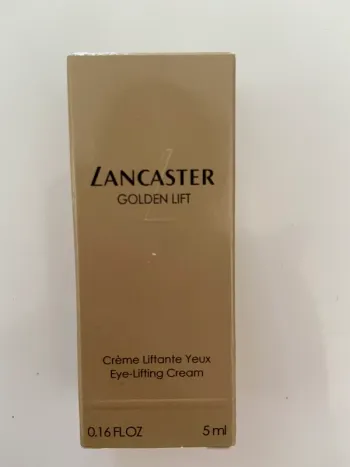 LANCASTER
GOLDEN LIFT
Crème Liftante Yeux
Eye-Lifting Cream
0.16 FL OZ 5 ml